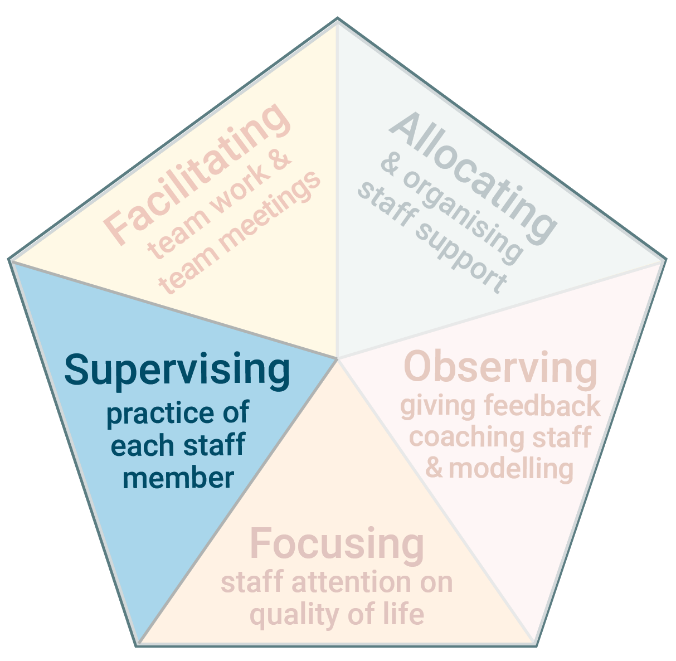 Facilitating
team work &
team meetings
Allocating
& organising
staff support
Supervising
practice of
each staff
member
Observing
giving feedback
coaching staff
& modelling
Focusing
staff attention on
quality of life